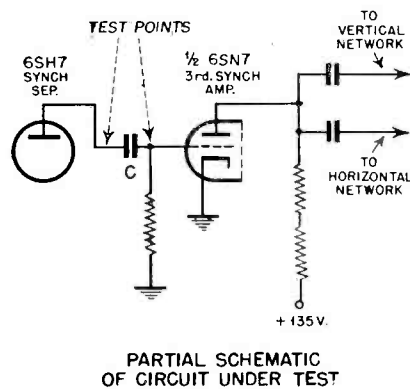 TEST POINTS
6SH7
SYNCH
SEP.
½ 6SN7
3rd. SYNCH
AMP.
TO
VERTICAL
NETWORK
C
TO
HORIZONTAL
NETWORK
+ 135 V.
PARTIAL SCHEMATIC
OF CIRCUIT UNDER TEST